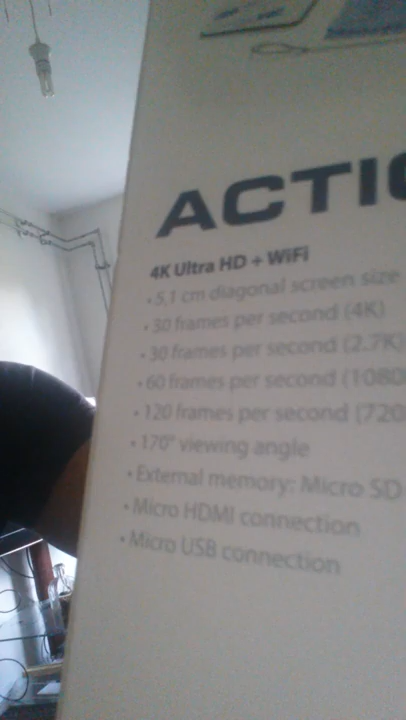 ACTIO
4K Ultra HD + WiFi
• 5,1 cm diagonal screen size
• 30 frames per second (4K)
• 30 frames per second (2.7K)
• 60 frames per second (1080
• 120 frames per second (720
• 170° viewing angle
• External memory: Micro SD
• Micro HDMI connection
• Micro USB connection